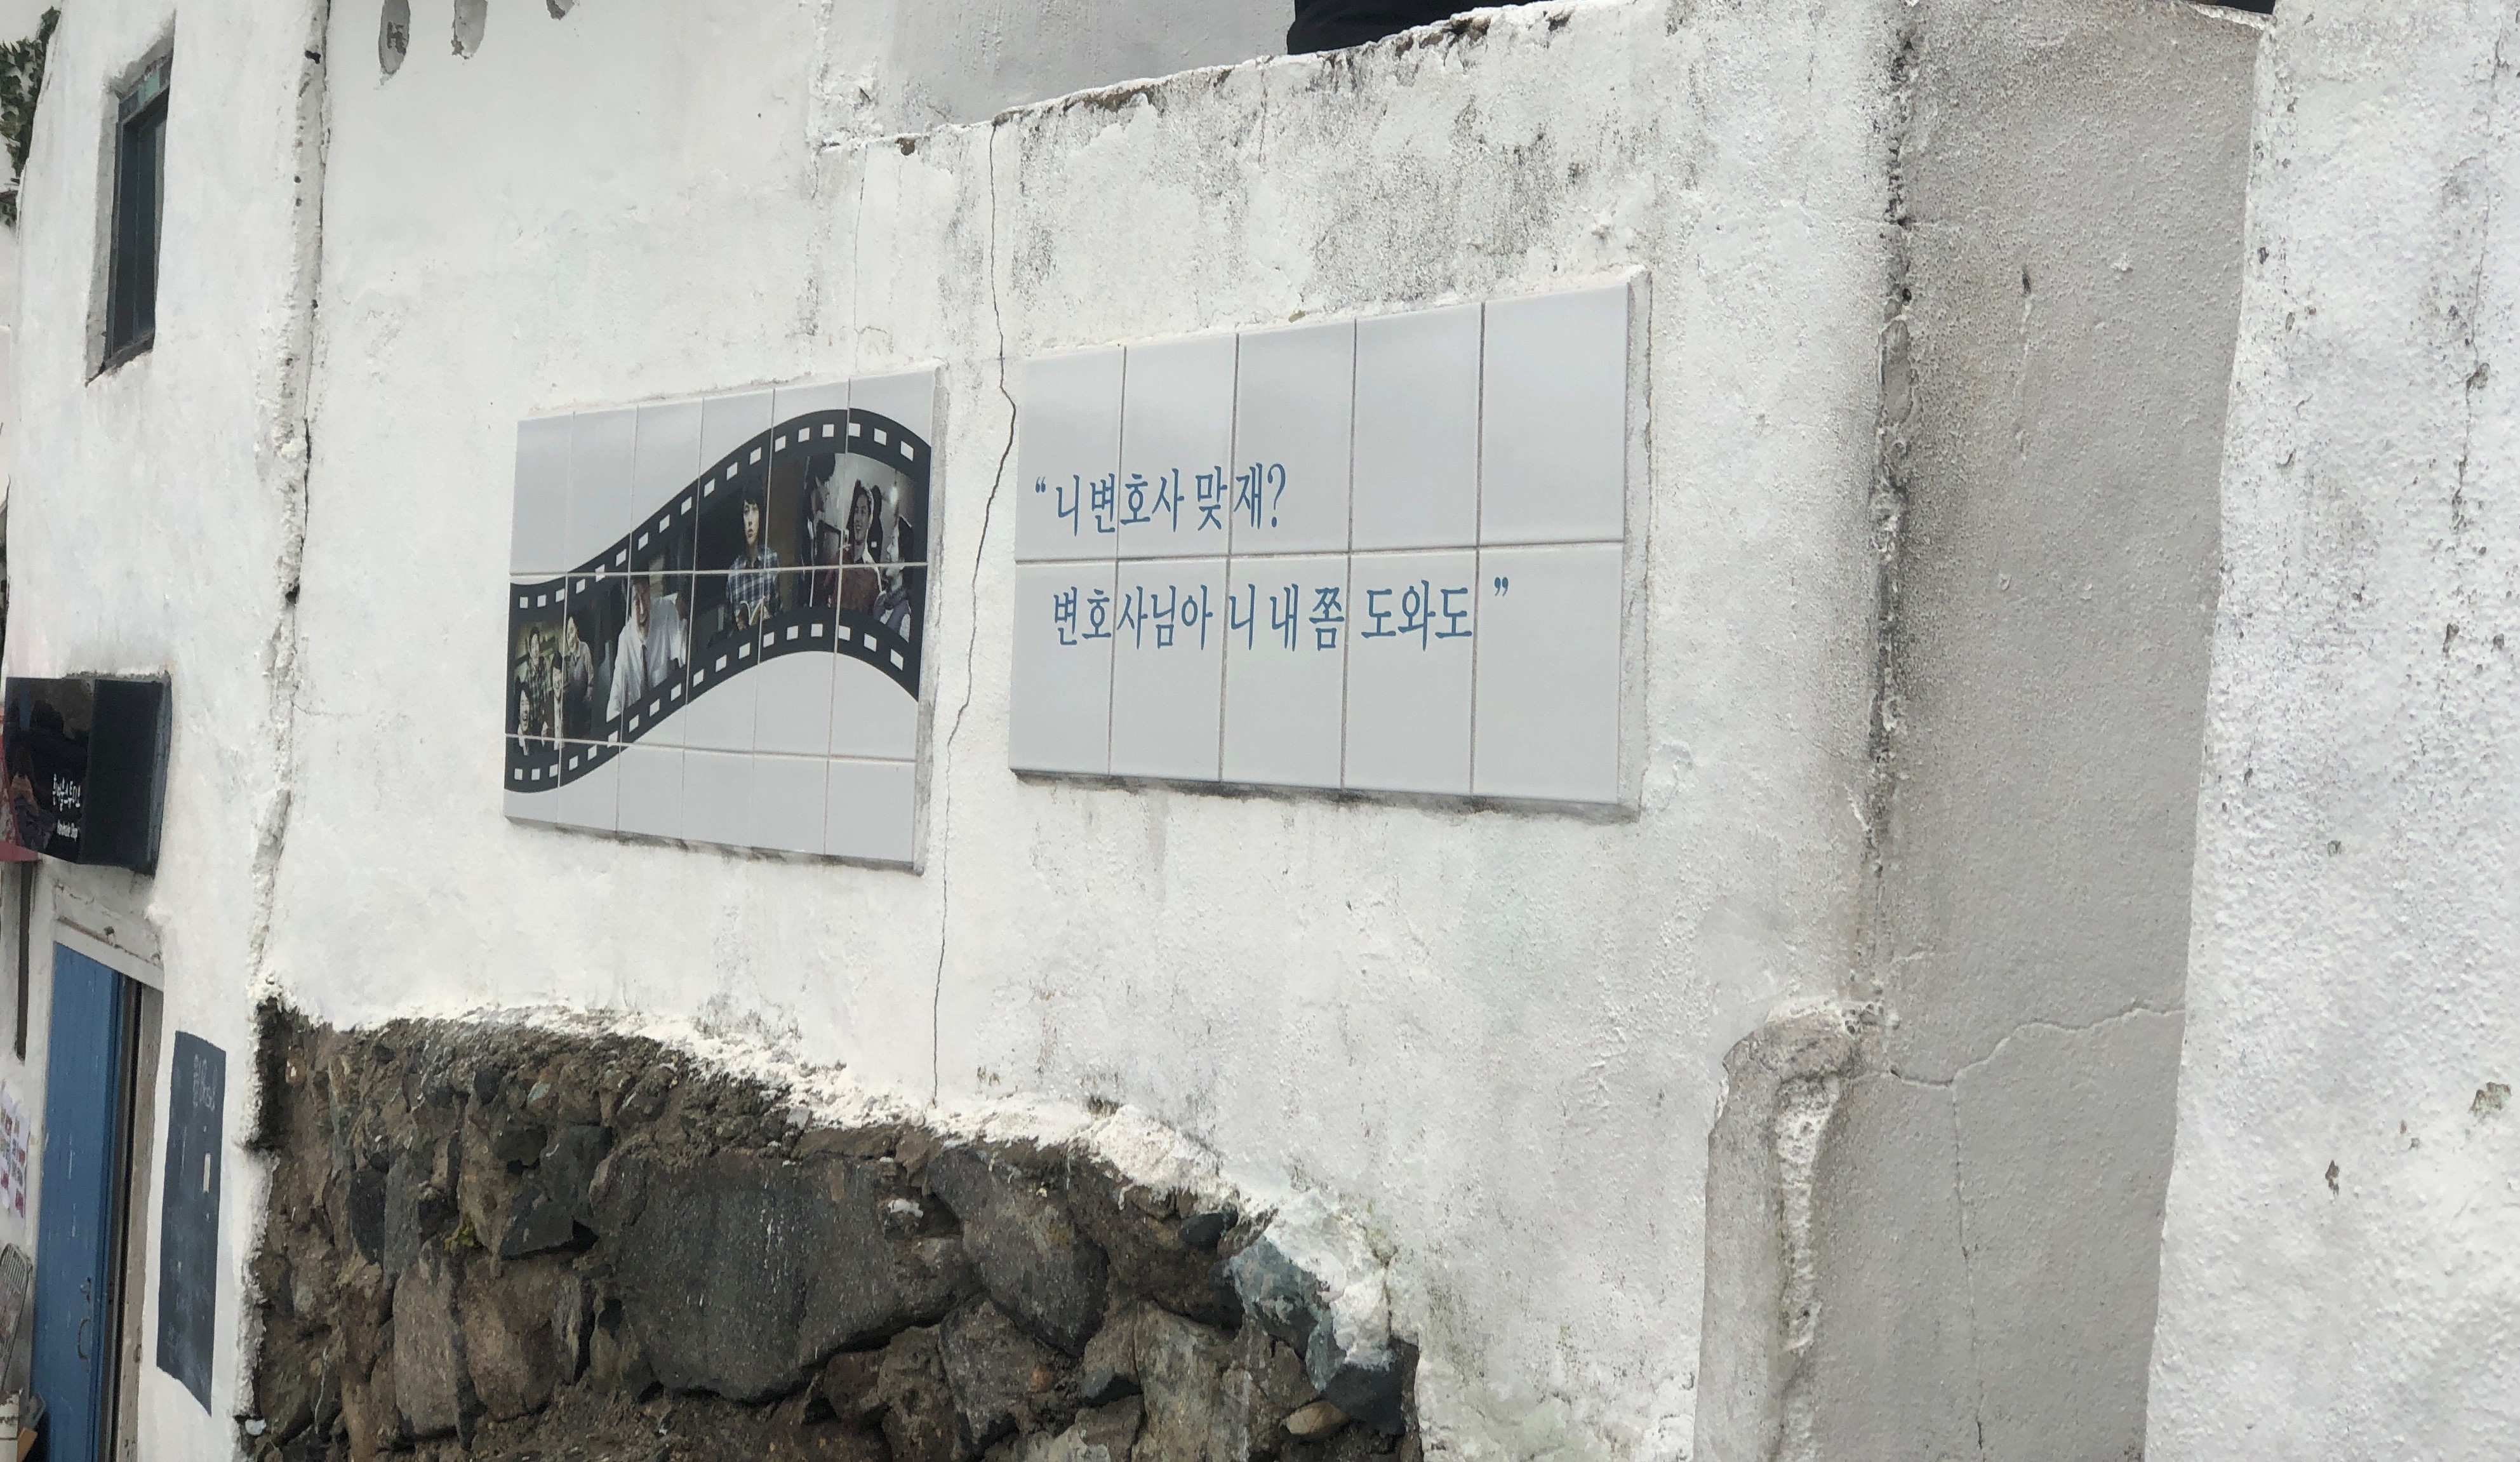 “니 변호사 맞재?
변호사님아 니 내 쫌 도와도”